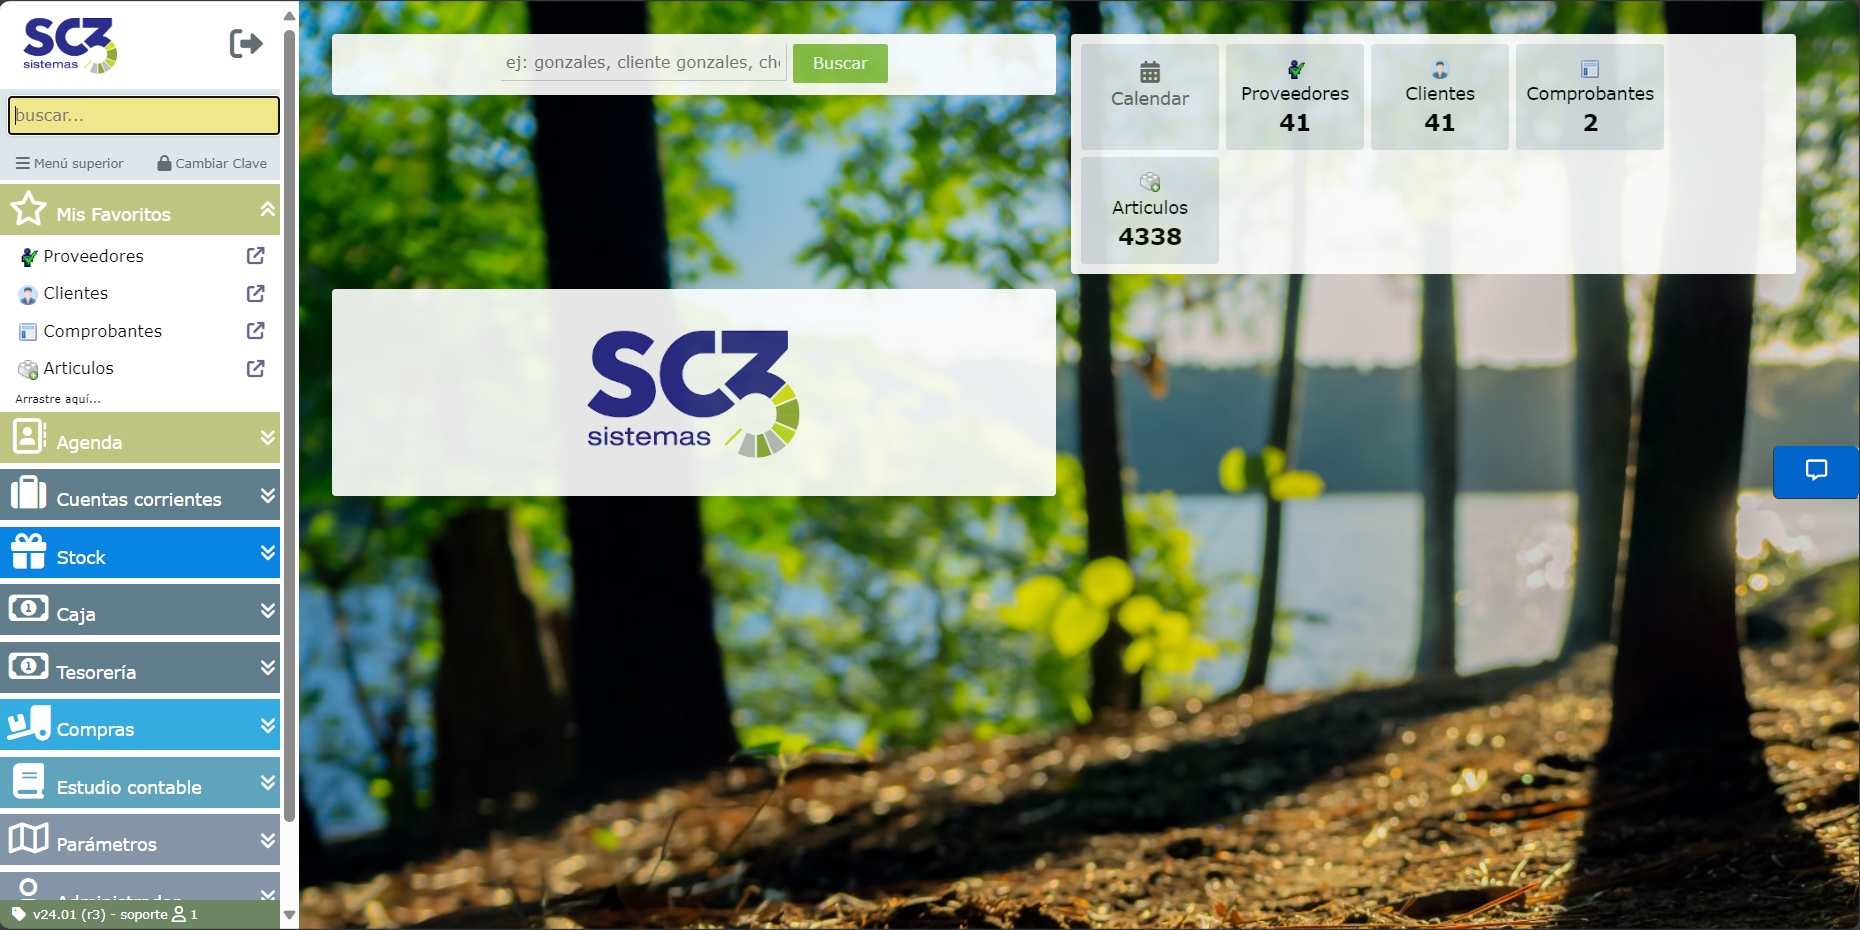 SC3
sistemas
buscar...
Menú superior
Cambiar Clave
Mis Favoritos
Proveedores
Clientes
Comprobantes
Articulos
Arrastre aquí...
Agenda
Cuentas corrientes
Stock
Caja
Tesorería
Compras
Estudio contable
Parámetros
Administrador
v24.01 (r3) - soporte 1
ej: gonzales, cliente gonzales, ch
Buscar
Calendar
Proveedores
41
Clientes
41
Comprobantes
2
Articulos
4338
SC3
sistemas